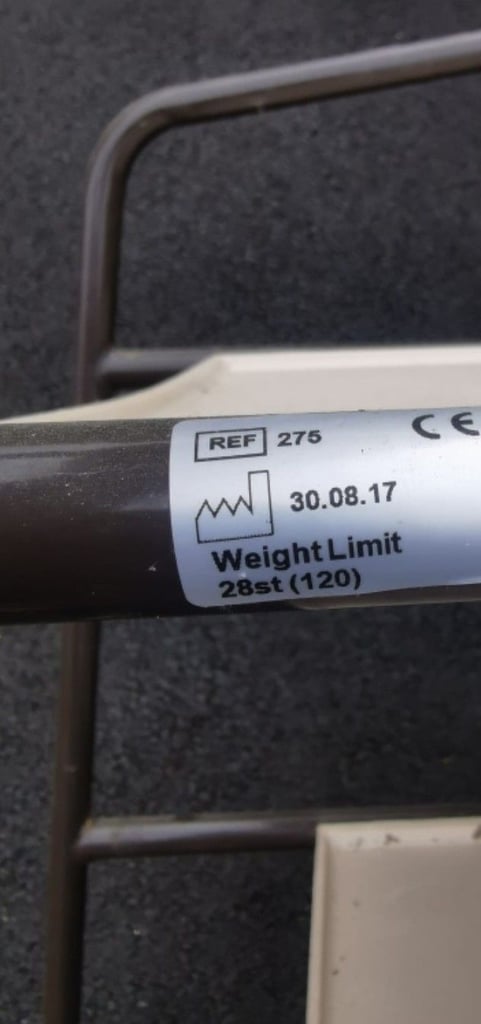 REF 275
CE
30.08.17
Weight Limit
28st (120)